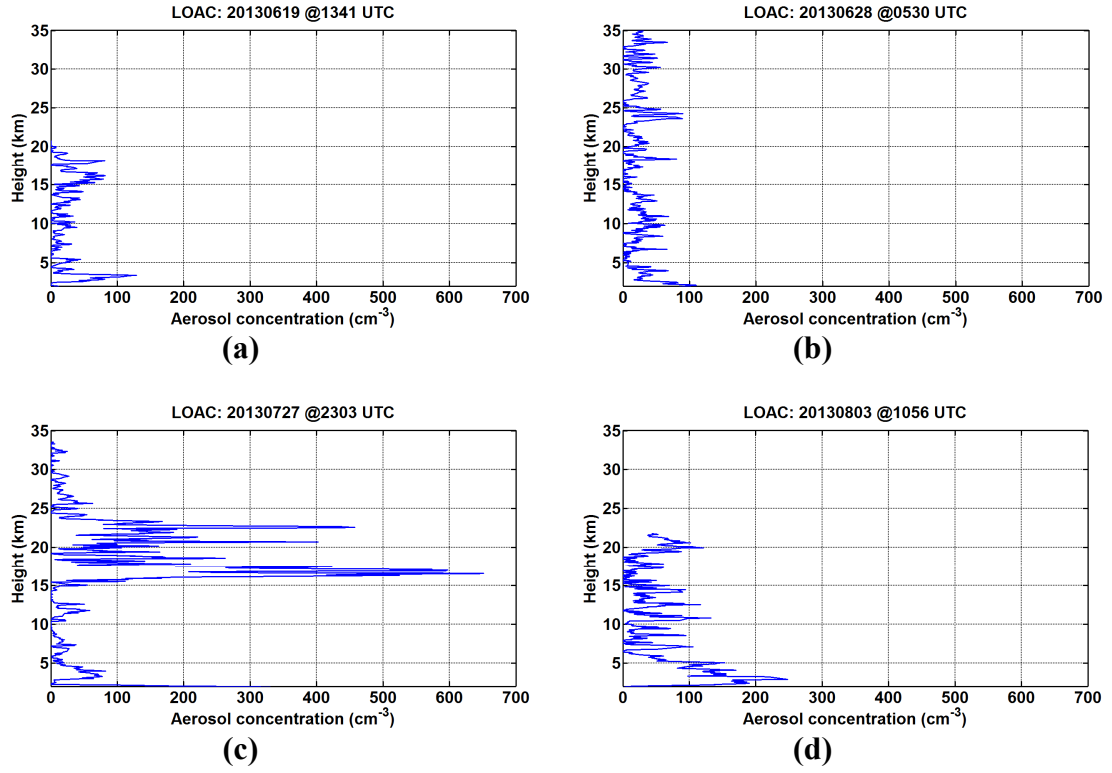 LOAC: 20130619 @1341 UTC
35
30
25
20
15
10
5
0 100 200 300 400 500 600 700
Height (km)
Aerosol concentration (cm-3)
(a)
LOAC: 20130628 @0530 UTC
35
30
25
20
15
10
5
0 100 200 300 400 500 600 700
Height (km)
Aerosol concentration (cm-3)
(b)
LOAC: 20130727 @2303 UTC
35
30
25
20
15
10
5
0 100 200 300 400 500 600 700
Height (km)
Aerosol concentration (cm-3)
(c)
LOAC: 20130803 @1056 UTC
35
30
25
20
15
10
5
0 100 200 300 400 500 600 700
Height (km)
Aerosol concentration (cm-3)
(d)